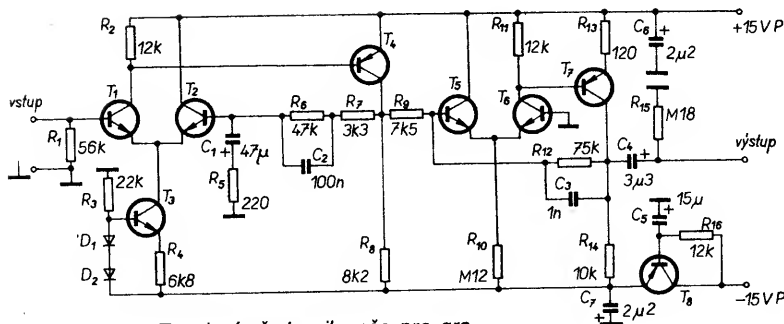 R2
12k
T1
T2
vstup
R1
56k
R3
22k
D1
D2
T3
R4
6k8
C1
+
47µ
R5
220
R6
47k
C2
100n
R7
3k3
T4
R9
7k5
R8
8k2
T5
R11
12k
T6
R10
M12
T7
R13
120
R12
75k
C3
1n
C4
+
3µ3
R14
10k
C7
+
2µ2
C6
+
2µ2
R15
M18
+15V P
výstup
15µ
C5
+
R16
12k
T8
-15V P